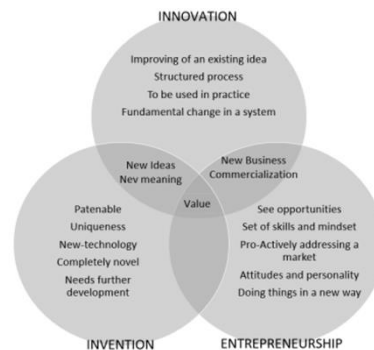 INNOVATION
Improving of an existing idea
Structured process
To be used in practice
Fundamental change in a system
New Ideas
Nev meaning
New Business
Commercialization
Value
Patenable
Uniqueness
New-technology
Completely novel
Needs further
development
See opportunities
Set of skills and mindset
Pro-Actively addressing a
market
Attitudes and personality
Doing things in a new way
INVENTION
ENTREPRENEURSHIP